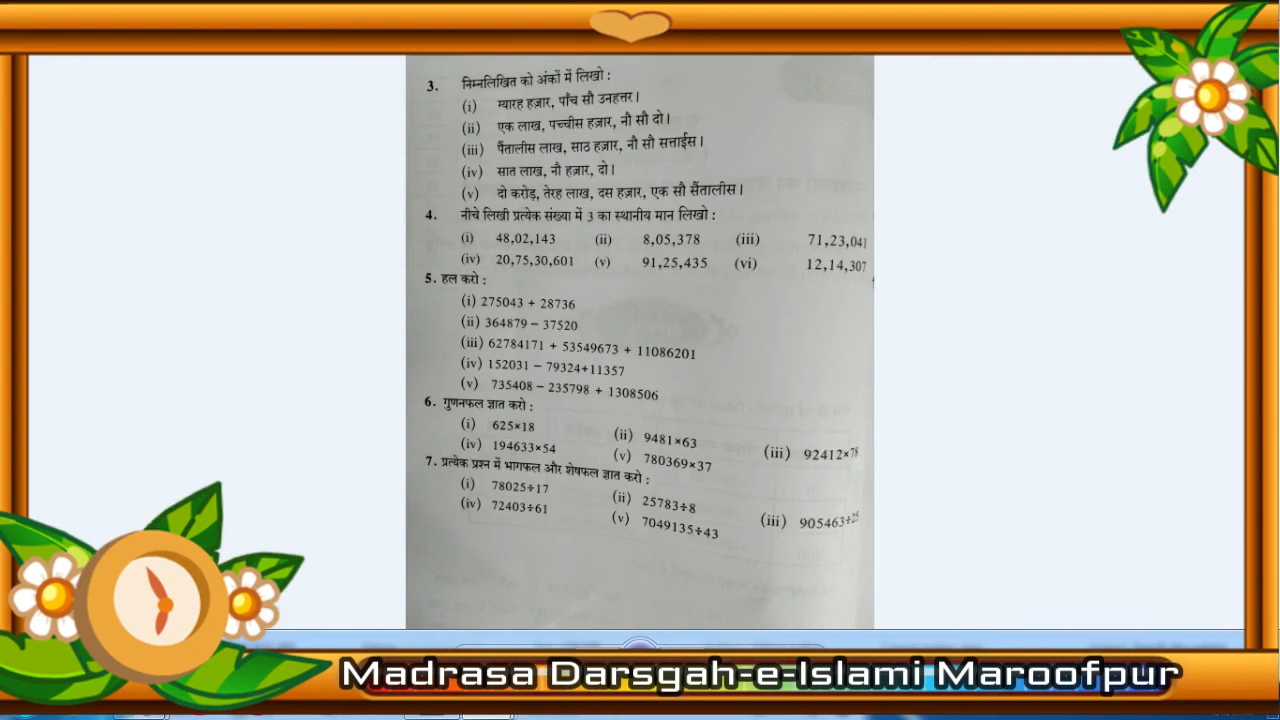 3. निम्नलिखित को अंकों में लिखो :
(i) ग्यारह हज़ार, पाँच सौ उनहत्तर।
(ii) एक लाख, पच्चीस हज़ार, नौ सौ दो।
(iii) पैंतालीस लाख, साठ हज़ार, नौ सौ सत्ताईस।
(iv) सात लाख, नौ हज़ार, दो।
(v) दो करोड़, तेरह लाख, दस हज़ार, एक सौ सैंतालीस।
4. नीचे लिखी प्रत्येक संख्या में 3 का स्थानीय मान लिखो :
(i) 48,02,143 (ii) 8,05,378 (iii) 71,23,041
(iv) 20,75,30,601 (v) 91,25,435 (vi) 12,14,307
5. हल करो :
(i) 275043 + 28736
(ii) 364879 – 37520
(iii) 62784171 + 53549673 + 11086201
(iv) 152031 – 79324+11357
(v) 735408 – 235798 + 1308506
6. गुणनफल ज्ञात करो :
(i) 625×18 (ii) 9481×63 (iii) 92412×78
(iv) 194633×54 (v) 780369×37
7. प्रत्येक प्रश्न में भागफल और शेषफल ज्ञात करो :
(i) 78025÷17 (ii) 25783÷8 (iii) 905463÷25
(iv) 72403÷61 (v) 7049135÷43
Madrasa Darsgah-e-Islami Maroofpur